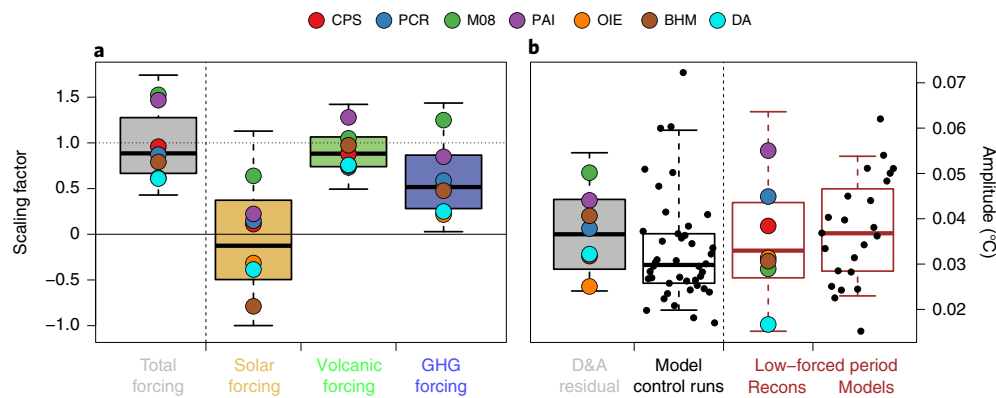 CPS PCR M08 PAI OIE BHM DA
a
b
Scaling factor
1.5
1.0
0.5
0
−0.5
−1.0
Total
forcing
Solar
forcing
Volcanic
forcing
GHG
forcing
0.07
0.06
0.05
0.04
0.03
0.02
Amplitude (°C)
D&A
residual
Model
control runs
Low−forced period
Recons Models